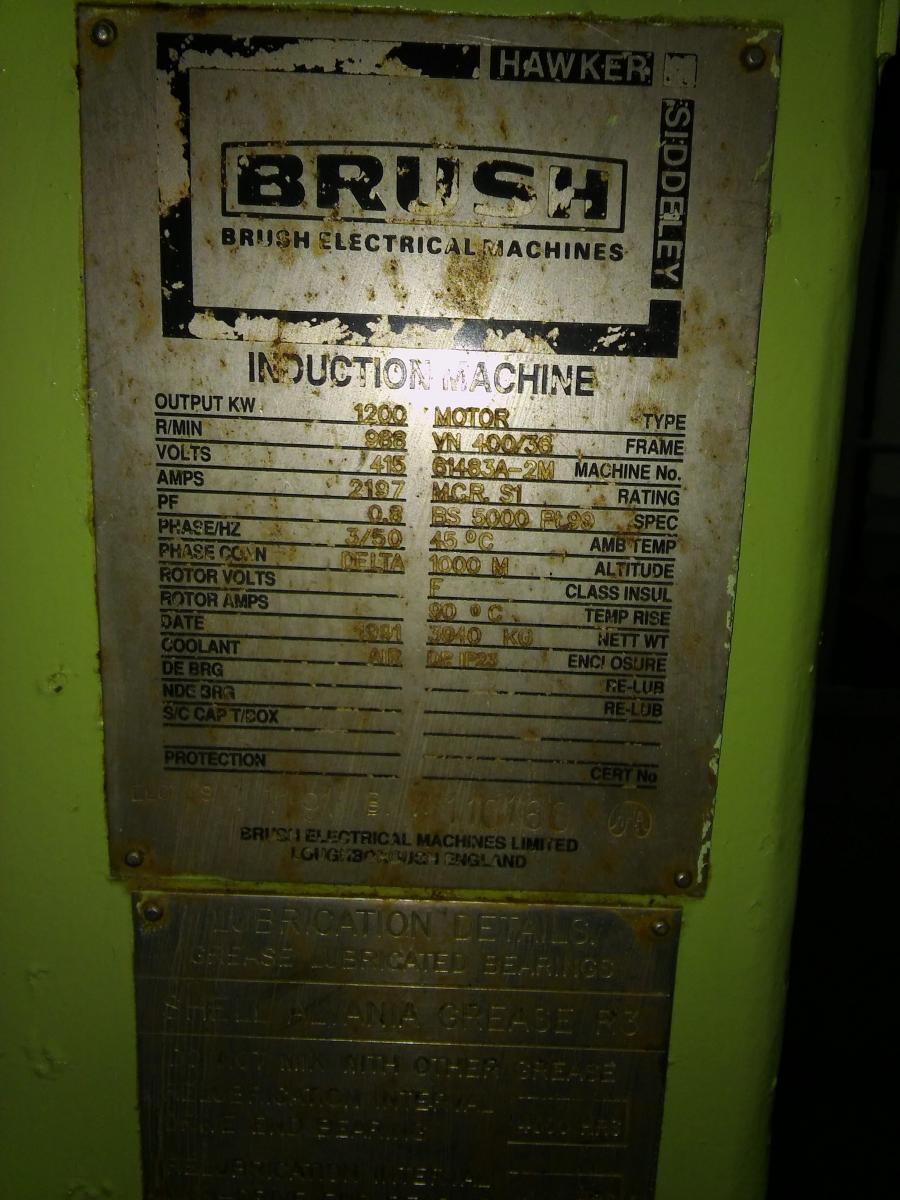 HAWKER
SIDDELEY
BRUSH
BRUSH ELECTRICAL MACHINES
INDUCTION MACHINE
OUTPUT KW 1200 MOTOR TYPE
R/MIN 988 VN 400/36 FRAME
VOLTS 415 61483A-2M MACHINE No.
AMPS 2197 M.C.R. S1 RATING
PF 0.8 BS 5000 Pt.99 SPEC
PHASE/HZ 3/50 45 °C AMB TEMP
PHASE CONN DELTA 1000 M ALTITUDE
ROTOR VOLTS F CLASS INSUL
ROTOR AMPS 90 °C TEMP RISE
DATE 1991 3940 KG NETT WT
COOLANT AIR DP IP23 ENCLOSURE
DE BRG RE-LUB
NDE BRG RE-LUB
S/C CAP T/BOX
PROTECTION CERT No
BRUSH ELECTRICAL MACHINES LIMITED
LOUGHBOROUGH ENGLAND
LUBRICATION DETAILS.
GREASE LUBRICATED BEARINGS
SHELL ALVANIA GREASE R3
DO NOT MIX WITH OTHER GREASE
RELUBRICATION INTERVAL
DRIVE END BEARING 4000 HRS
RELUBRICATION INTERVAL